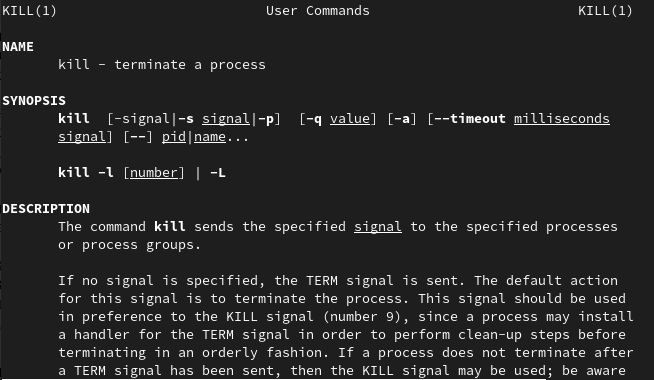 KILL(1) User Commands KILL(1)
NAME
kill - terminate a process
SYNOPSIS
kill [-signal|-s signal|-p] [-q value] [-a] [--timeout milliseconds
signal] [--] pid|name...
kill -l [number] | -L
DESCRIPTION
The command kill sends the specified signal to the specified processes
or process groups.
If no signal is specified, the TERM signal is sent. The default action
for this signal is to terminate the process. This signal should be used
in preference to the KILL signal (number 9), since a process may install
a handler for the TERM signal in order to perform clean-up steps before
terminating in an orderly fashion. If a process does not terminate after
a TERM signal has been sent, then the KILL signal may be used; be aware